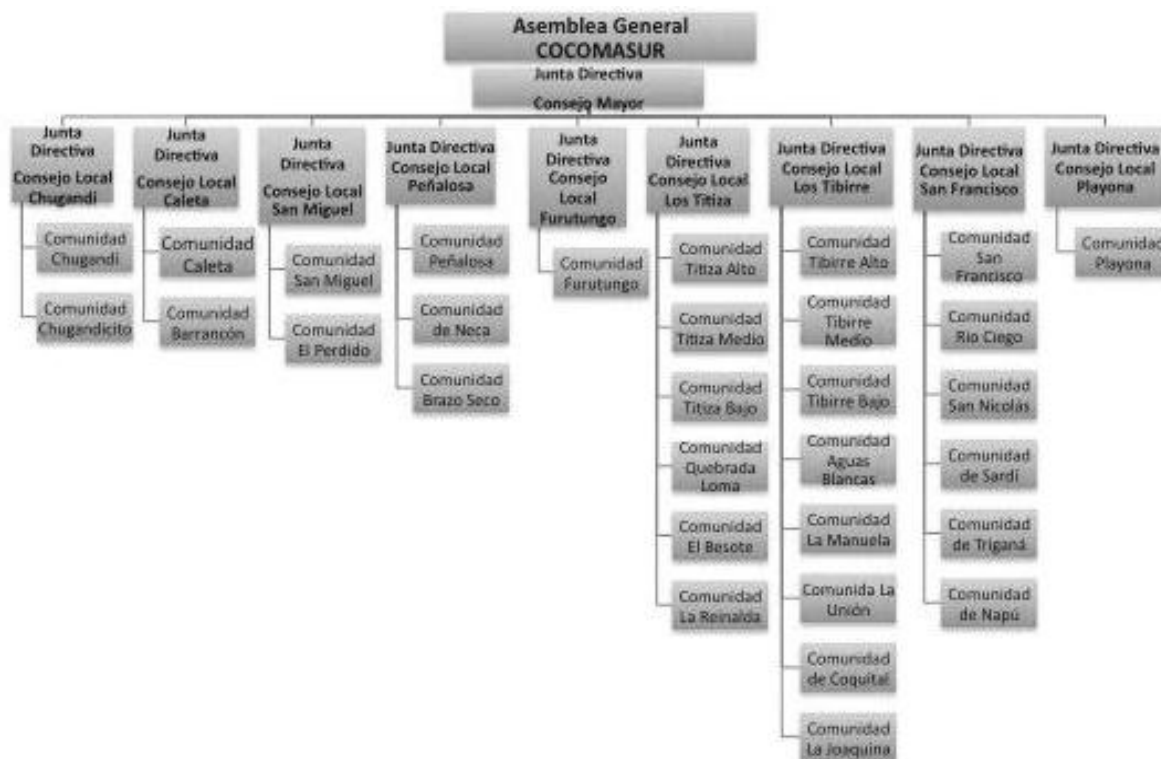 Asemblea General
COCOMASUR
Junta Directiva
Consejo Mayor
Junta
Directiva
Consejo Local
Chugandi
Comunidad
Chugandi
Comunidad
Chugandicito
Junta
Directiva
Consejo Local
Caleta
Comunidad
Caleta
Comunidad
Barrancón
Junta
Directiva
Consejo Local
San Miguel
Comunidad
San Miguel
Comunidad
El Perdido
Junta Directiva
Consejo Local
Peñalosa
Comunidad
Peñalosa
Comunidad
de Neca
Comunidad
Brazo Seco
Junta
Directiva
Consejo
Local
Furutungo
Comunidad
Furutungo
Junta
Directiva
Consejo Local
Los Titiza
Comunidad
Titiza Alto
Comunidad
Titiza Medio
Comunidad
Titiza Bajo
Comunidad
Quebrada
Loma
Comunidad
El Besote
Comunidad
La Reinalda
Junta Directiva
Consejo Local
Los Tibirre
Comunidad
Tibirre Alto
Comunidad
Tibirre
Medio
Comunidad
Tibirre Bajo
Comunidad
Aguas
Blancas
Comunidad
La Manuela
Comunida La
Unión
Comunidad
de Coquital
Comunidad
La Joaquina
Junta Directiva
Consejo Local
San Francisco
Comunidad
San
Francisco
Comunidad
Rio Ciego
Comunidad
San Nicolás
Comunidad
de Sardí
Comunidad
de Triganá
Comunidad
de Napú
Junta Directiva
Consejo Local
Playona
Comunidad
Playona